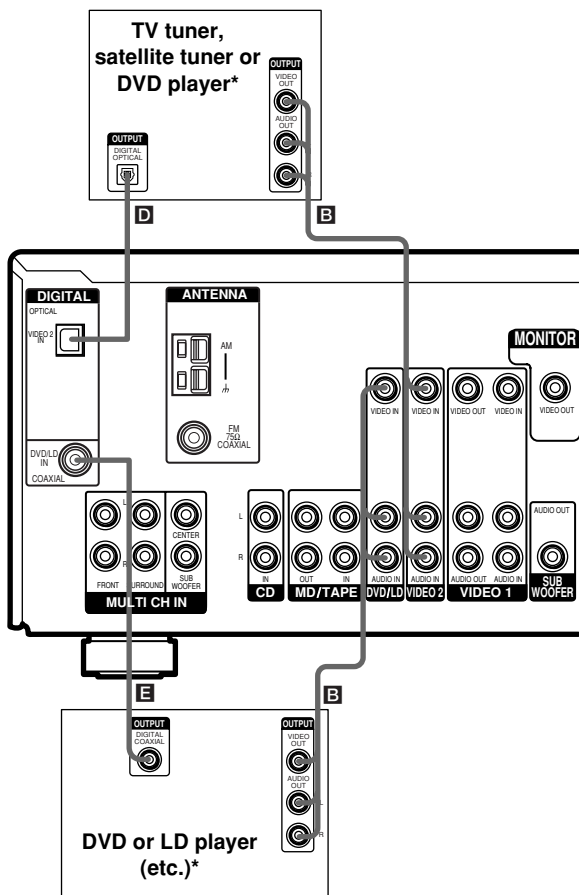 TV tuner,
satellite tuner or
DVD player*
OUTPUT
VIDEO
OUT
AUDIO
OUT
OUTPUT
DIGITAL
OPTICAL
D
B
DIGITAL
OPTICAL
VIDEO 2
IN
DVD/LD
IN
COAXIAL
ANTENNA
AM
FM
75Ω
COAXIAL
MONITOR
VIDEO IN
VIDEO IN
VIDEO OUT
VIDEO IN
VIDEO OUT
L
R
FRONT
SURROUND
CENTER
SUB
WOOFER
MULTI CH IN
L
R
IN
CD
OUT
IN
MD/TAPE
AUDIO IN
DVD/LD
AUDIO IN
VIDEO 2
AUDIO OUT
AUDIO IN
VIDEO 1
AUDIO OUT
SUB
WOOFER
E
B
OUTPUT
DIGITAL
COAXIAL
OUTPUT
VIDEO
OUT
AUDIO
OUT
L
R
DVD or LD player
(etc.)*